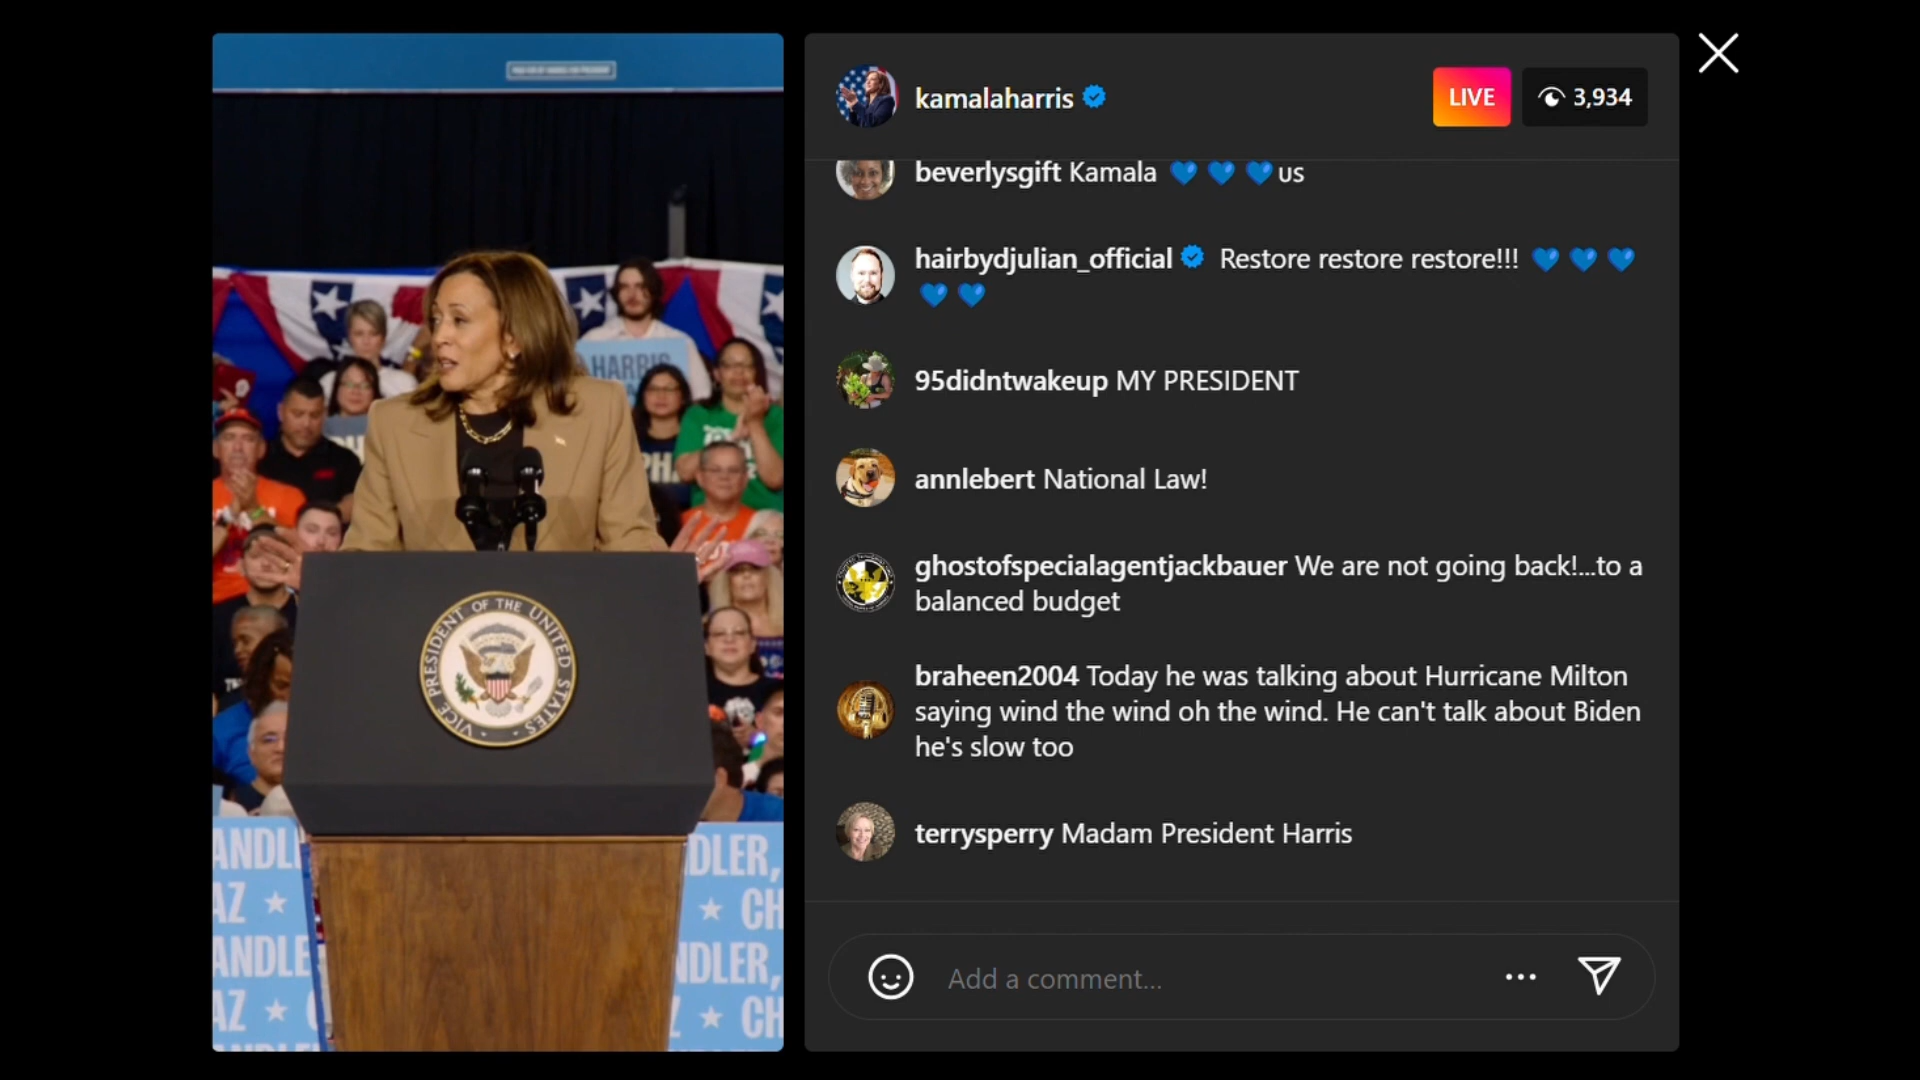 kamalaharris
LIVE
3,934
beverlysgift Kamala 💙 💙 💙us
hairbydjulian_official Restore restore restore!!! 💙 💙 💙
💙 💙
95didntwakeup MY PRESIDENT
annlebert National Law!
ghostofspecialagentjackbauer We are not going back!...to a
balanced budget
braheen2004 Today he was talking about Hurricane Milton
saying wind the wind oh the wind. He can't talk about Biden
he's slow too
terrysperry Madam President Harris
Add a comment...
HARRIS
VICE PRESIDENT OF THE UNITED STATES
ANDL
DLER,
AZ ★
★ CH
ANDLE
NDLER,
AZ ★
★ CH